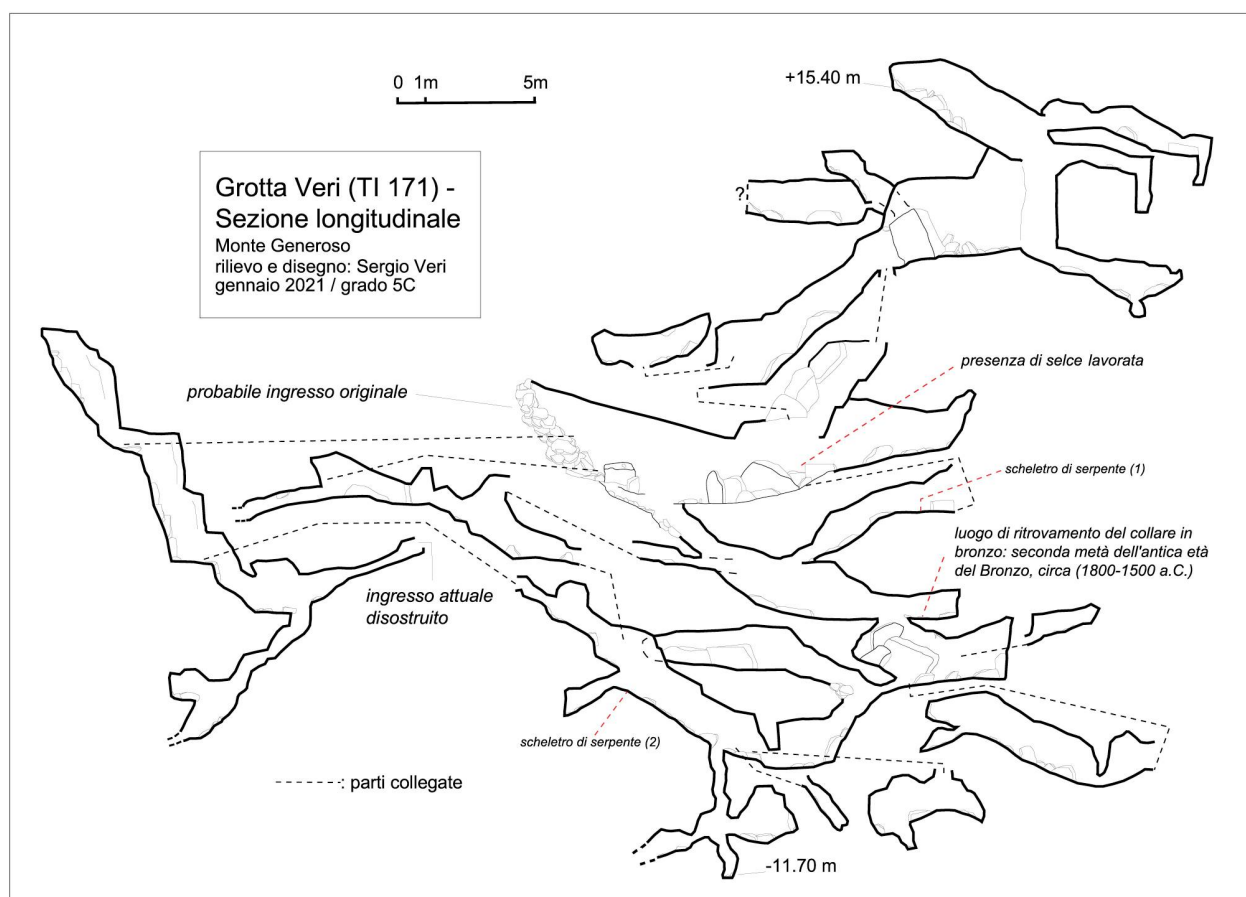 0 1m 5m
+15.40 m
Grotta Veri (TI 171) -
Sezione longitudinale
Monte Generoso
rilievo e disegno: Sergio Veri
gennaio 2021 / grado 5C
?
presenza di selce lavorata
probabile ingresso originale
scheletro di serpente (1)
luogo di ritrovamento del collare in
bronzo: seconda metà dell'antica età
del Bronzo, circa (1800-1500 a.C.)
ingresso attuale
disostruito
scheletro di serpente (2)
: parti collegate
-11.70 m